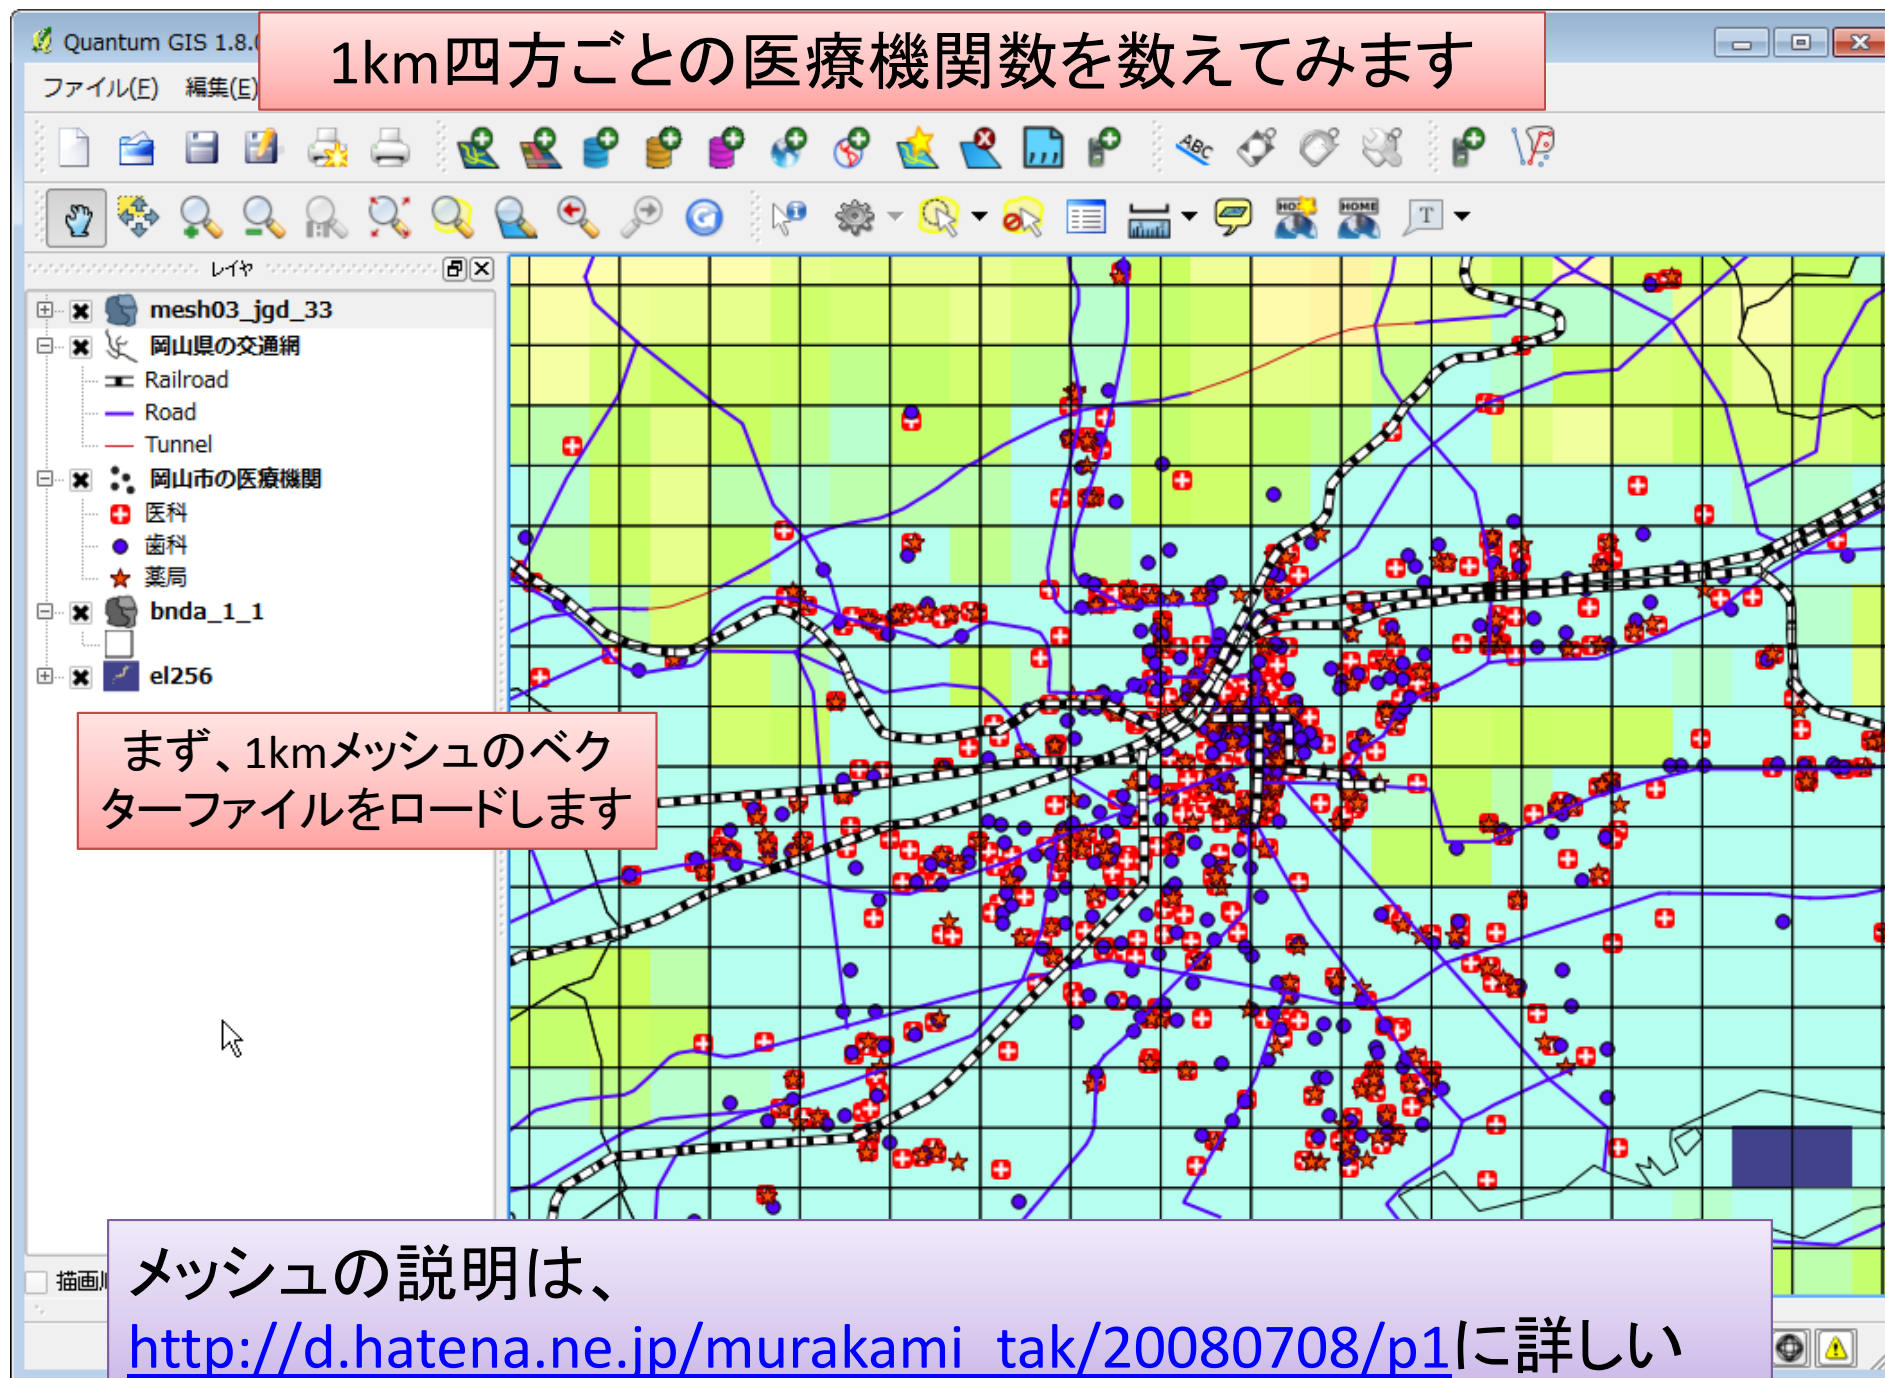 Quantum GIS 1.8.
1km四方ごとの医療機関数を数えてみます
ファイル(F) 編集(E)
ABC
HOME
T
レイヤ
mesh03_jgd_33
岡山県の交通網
Railroad
Road
Tunnel
岡山市の医療機関
医科
歯科
薬局
bnda_1_1
el256
まず、1kmメッシュのベク
ターファイルをロードします
メッシュの説明は、
http://d.hatena.ne.jp/murakami_tak/20080708/p1に詳しい
描画